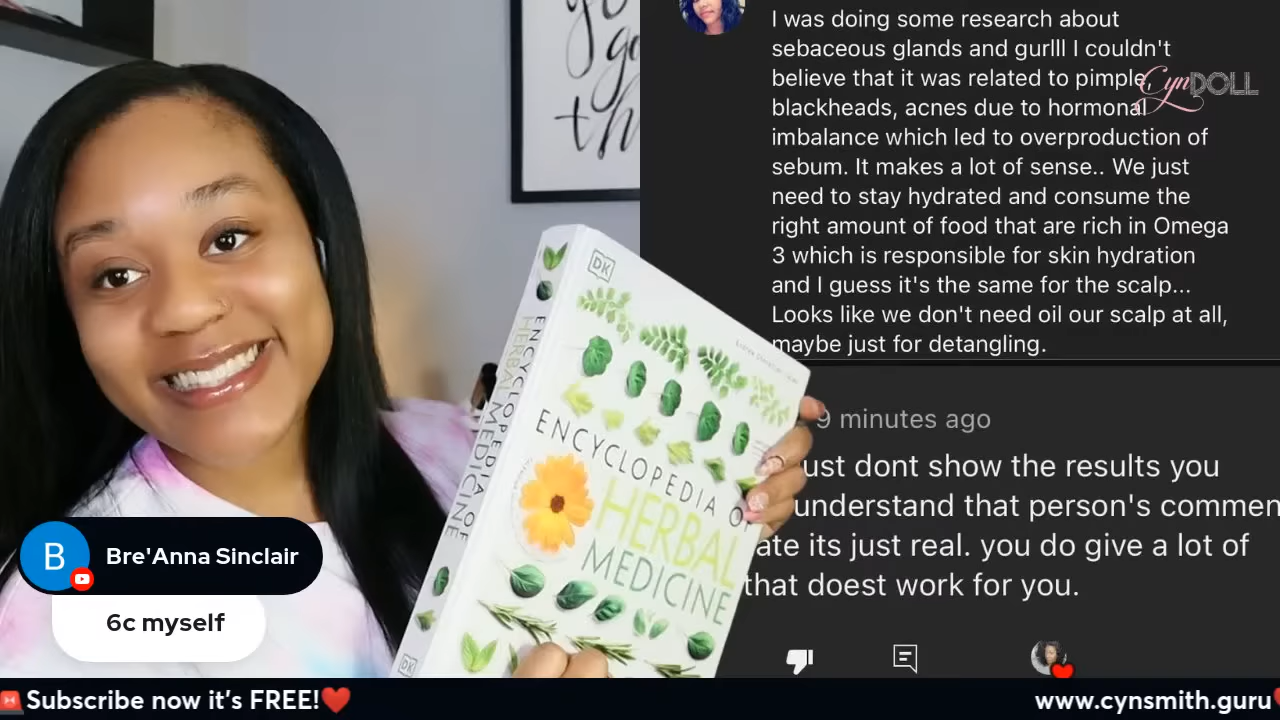 I was doing some research about
sebaceous glands and gurlll I couldn't
believe that it was related to pimple
blackheads, acnes due to hormonal
imbalance which led to overproduction of
sebum. It makes a lot of sense.. We just
need to stay hydrated and consume the
right amount of food that are rich in Omega
3 which is responsible for skin hydration
and I guess it's the same for the scalp...
Looks like we don't need oil our scalp at all,
maybe just for detangling.
CynDOLL
9 minutes ago
ust dont show the results you
understand that person's commen
ate its just real. you do give a lot of
that doest work for you.
DK
ENCYCLOPEDIA OF
HERBAL
MEDICINE
ENCYCLOPEDIA OF
HERBAL MEDICINE
DK
B
Bre'Anna Sinclair
6c myself
Subscribe now it's FREE!
www.cynsmith.guru